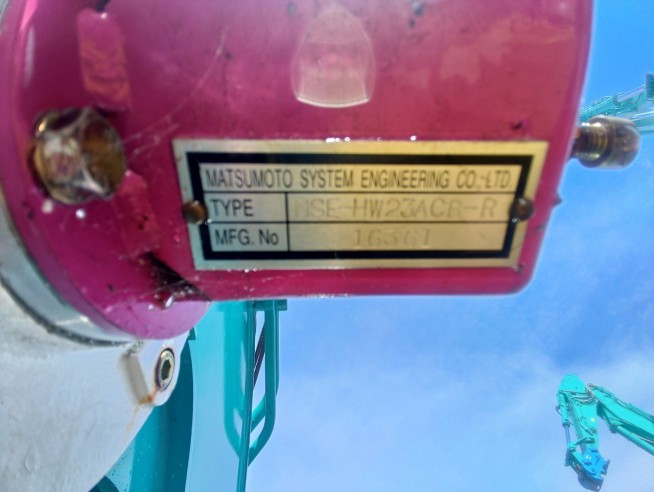 MATSUMOTO SYSTEM ENGINEERING CO.-LTD.
TYPE MSE-HW23ACR-R
MFG. No 16361